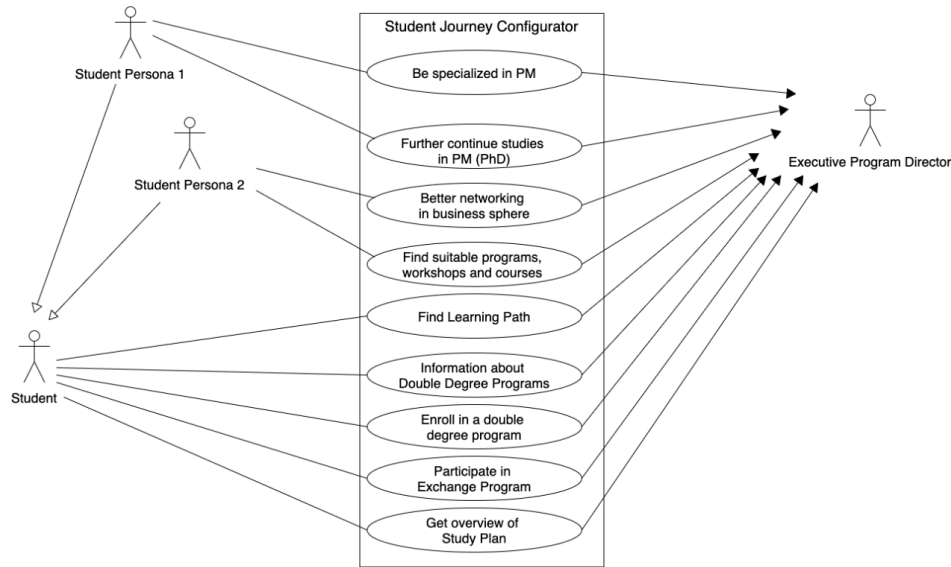 Student Journey Configurator
Student Persona 1
Be specialized in PM
Executive Program Director
Student Persona 2
Further continue studies
in PM (PhD)
Better networking
in business sphere
Find suitable programs,
workshops and courses
Find Learning Path
Student
Information about
Double Degree Programs
Enroll in a double
degree program
Participate in
Exchange Program
Get overview of
Study Plan